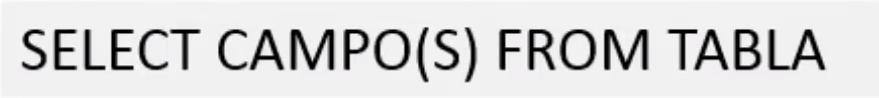 SELECT CAMPO(S) FROM TABLA